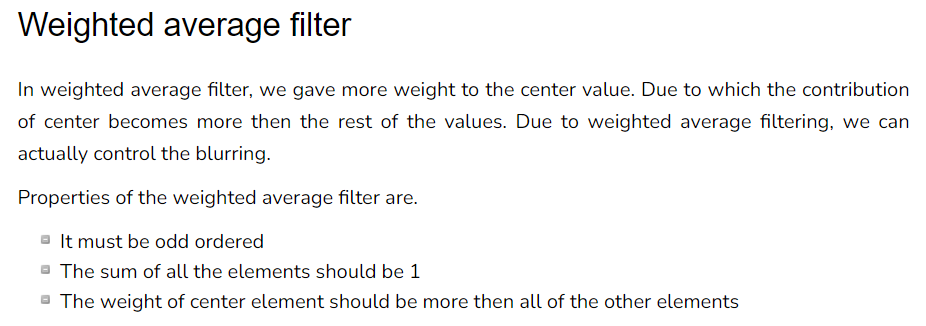 Weighted average filter
In weighted average filter, we gave more weight to the center value. Due to which the contribution
of center becomes more then the rest of the values. Due to weighted average filtering, we can
actually control the blurring.
Properties of the weighted average filter are.
It must be odd ordered
The sum of all the elements should be 1
The weight of center element should be more then all of the other elements